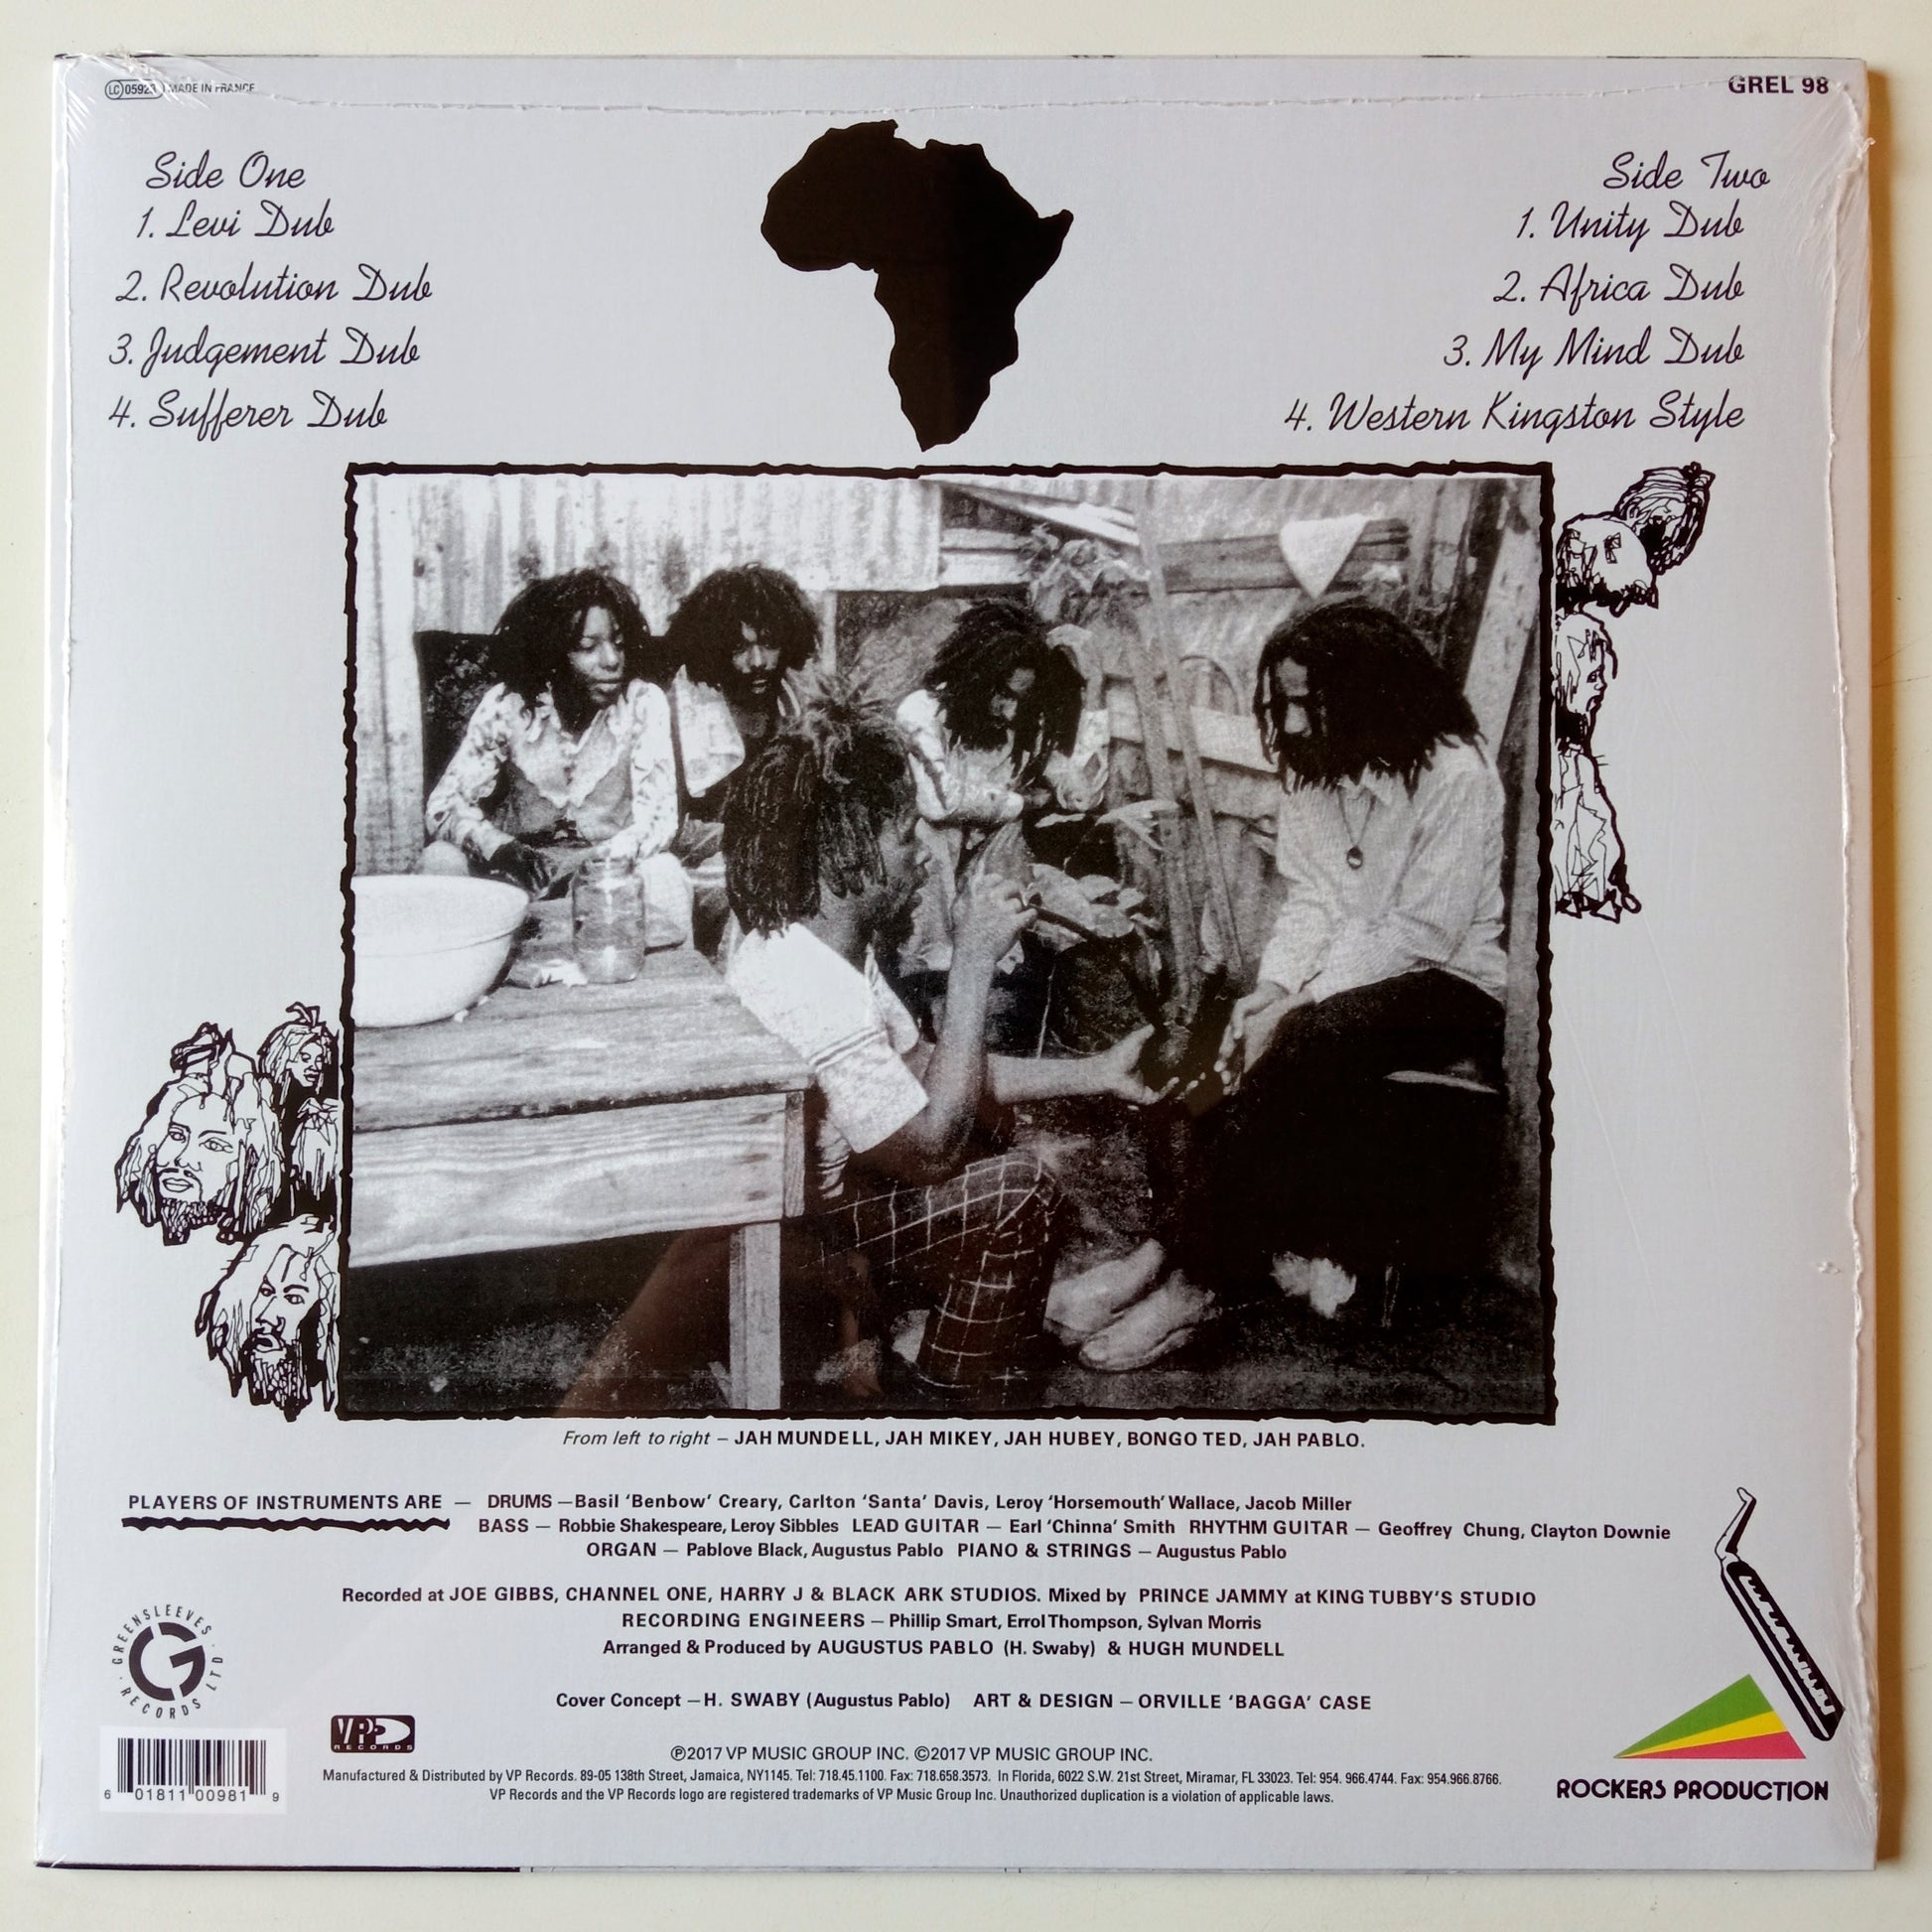 LC 05923 MADE IN FRANCE
GREL 98
Side One
1. Levi Dub
2. Revolution Dub
3. Judgement Dub
4. Sufferer Dub
Side Two
1. Unity Dub
2. Africa Dub
3. My Mind Dub
4. Western Kingston Style
From left to right – JAH MUNDELL, JAH MIKEY, JAH HUBEY, BONGO TED, JAH PABLO.
PLAYERS OF INSTRUMENTS ARE — DRUMS —Basil ‘Benbow’ Creary, Carlton ‘Santa’ Davis, Leroy ‘Horsemouth’ Wallace, Jacob Miller
BASS — Robbie Shakespeare, Leroy Sibbles LEAD GUITAR — Earl ‘Chinna’ Smith RHYTHM GUITAR — Geoffrey Chung, Clayton Downie
ORGAN — Pablove Black, Augustus Pablo PIANO & STRINGS — Augustus Pablo
Recorded at JOE GIBBS, CHANNEL ONE, HARRY J & BLACK ARK STUDIOS. Mixed by PRINCE JAMMY at KING TUBBY’S STUDIO
RECORDING ENGINEERS — Phillip Smart, Errol Thompson, Sylvan Morris
Arranged & Produced by AUGUSTUS PABLO (H. Swaby) & HUGH MUNDELL
Cover Concept —H. SWABY (Augustus Pablo) ART & DESIGN — ORVILLE ‘BAGGA’ CASE
GREENSLEEVES RECORDS LTD
VP RECORDS
6 01811 00981 9
℗2017 VP MUSIC GROUP INC. ©2017 VP MUSIC GROUP INC.
Manufactured & Distributed by VP Records. 89-05 138th Street, Jamaica, NY1145. Tel: 718.45.1100. Fax: 718.658.3573. In Florida, 6022 S.W. 21st Street, Miramar, FL 33023. Tel: 954. 966.4744. Fax: 954.966.8766.
VP Records and the VP Records logo are registered trademarks of VP Music Group Inc. Unauthorized duplication is a violation of applicable laws.
ROCKERS PRODUCTION